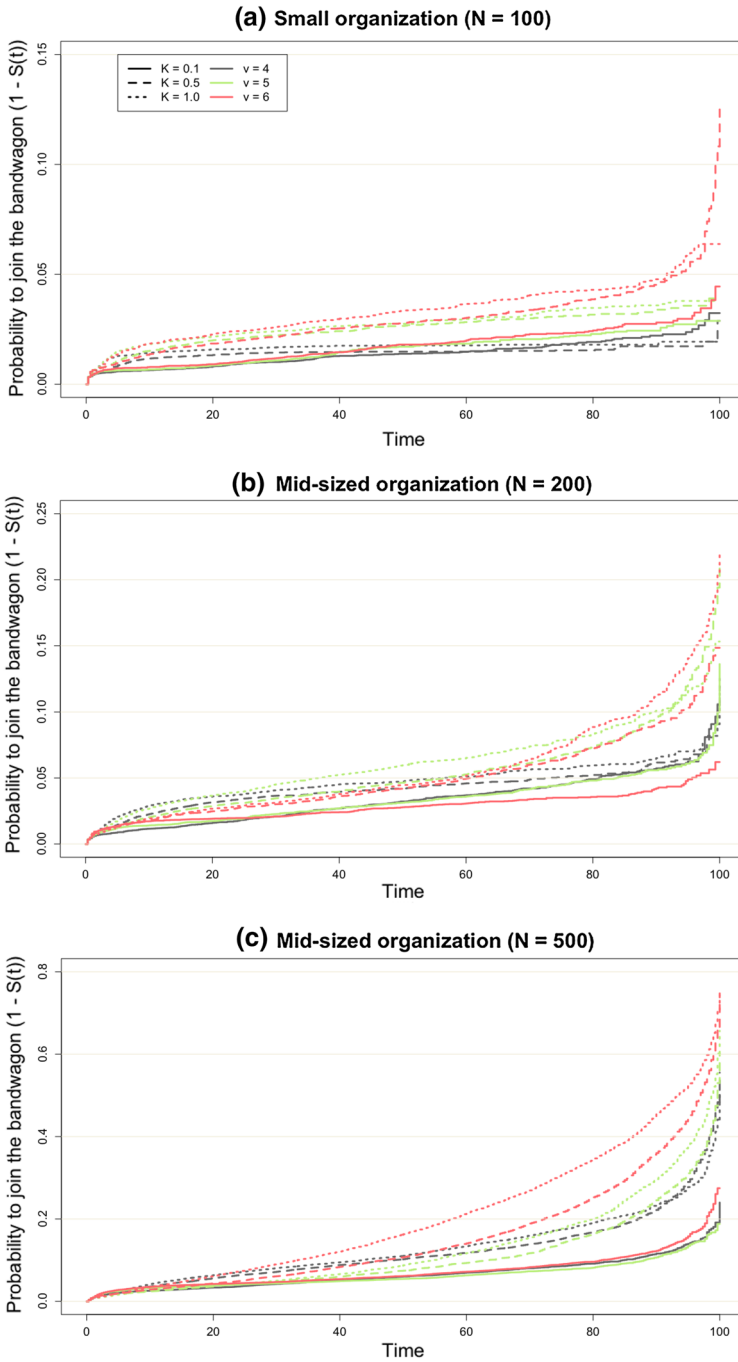 (a) Small organization (N = 100)
Probability to join the bandwagon (1 - S(t))
0.15
0.10
0.05
0.00
K = 0.1 v = 4
K = 0.5 v = 5
K = 1.0 v = 6
0 20 40 60 80 100
Time
(b) Mid-sized organization (N = 200)
Probability to join the bandwagon (1 - S(t))
0.25
0.20
0.15
0.10
0.05
0.00
0 20 40 60 80 100
Time
(c) Mid-sized organization (N = 500)
Probability to join the bandwagon (1 - S(t))
0.8
0.6
0.4
0.2
0.0
0 20 40 60 80 100
Time